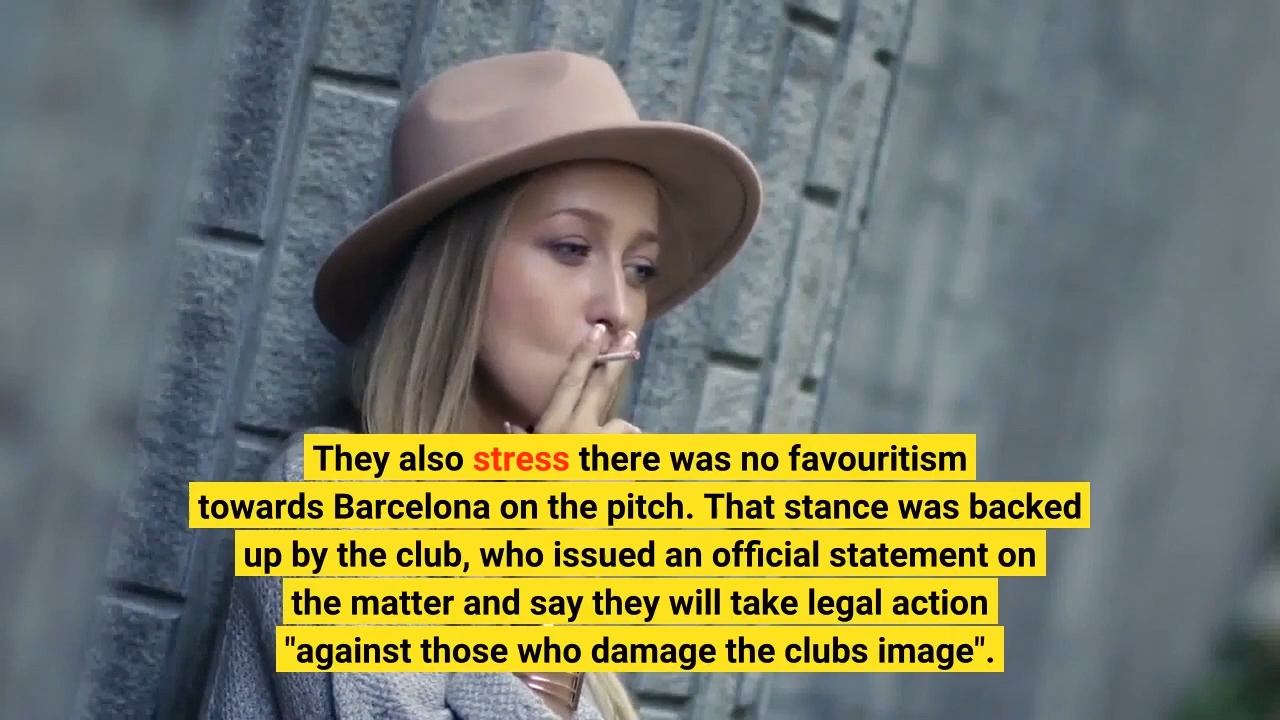 They also stress there was no favouritism
towards Barcelona on the pitch. That stance was backed
up by the club, who issued an official statement on
the matter and say they will take legal action
"against those who damage the clubs image".